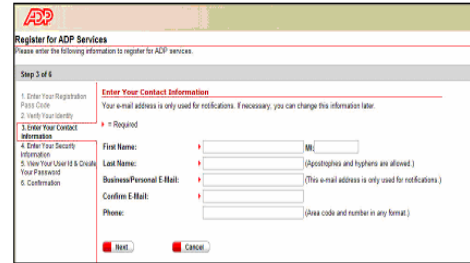 ADP
Register for ADP Services
Please enter the following information to register for ADP services.
Step 3 of 6
1. Enter Your Registration
Pass Code
2. Verify Your Identity
3. Enter Your Contact
Information
4. Enter Your Security
Information
5. View Your User Id & Create
Your Password
6. Confirmation
Enter Your Contact Information
Your e-mail address is only used for notifications. If necessary, you can change this information later.
= Required
First Name:
MI:
Last Name:
(Apostrophes and hyphens are allowed.)
Business/Personal E-Mail:
(This e-mail address is only used for notifications.)
Confirm E-Mail:
Phone:
(Area code and number in any format.)
Next
Cancel